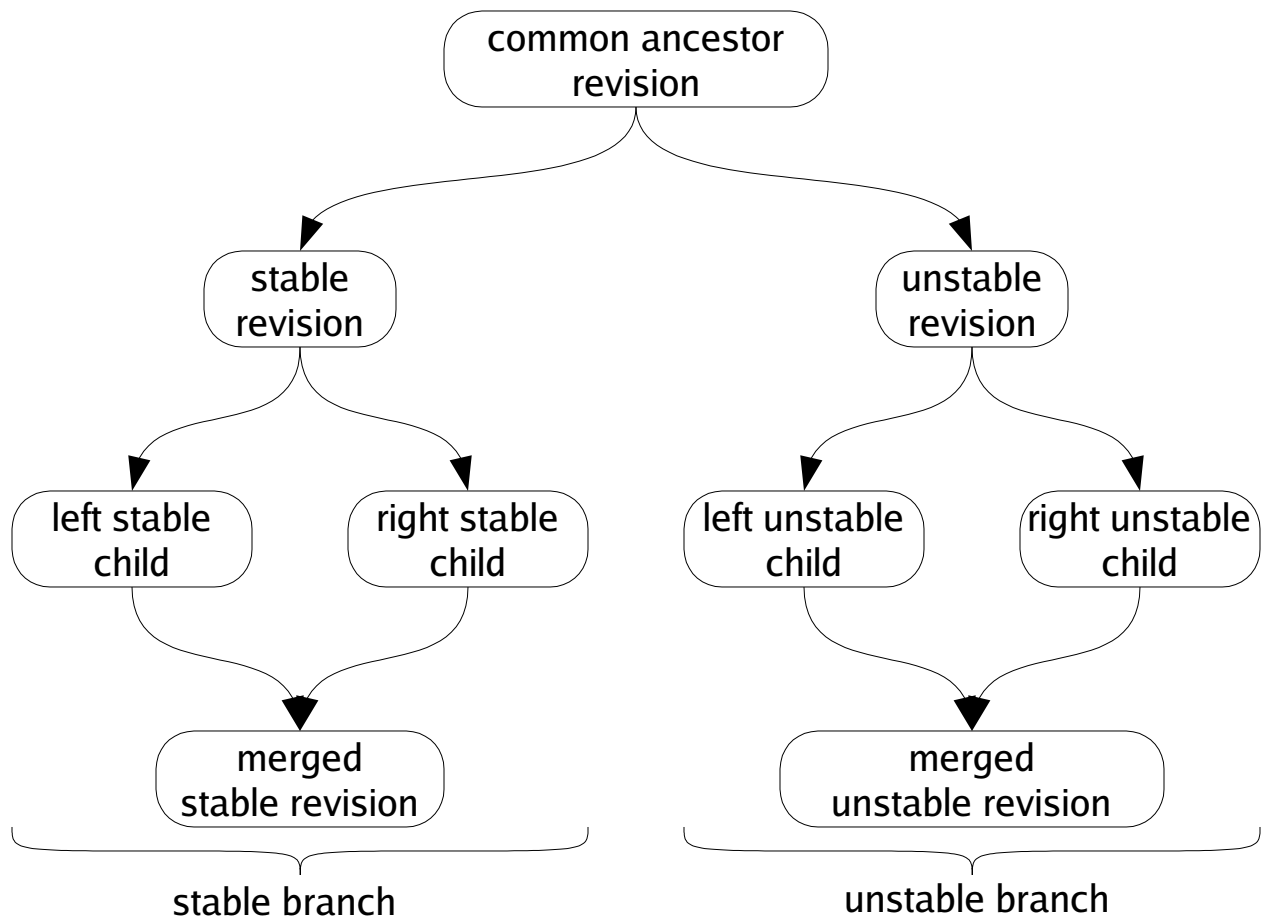 common ancestor
revision
stable
revision
unstable
revision
left stable
child
right stable
child
left unstable
child
right unstable
child
merged
stable revision
merged
unstable revision
stable branch
unstable branch